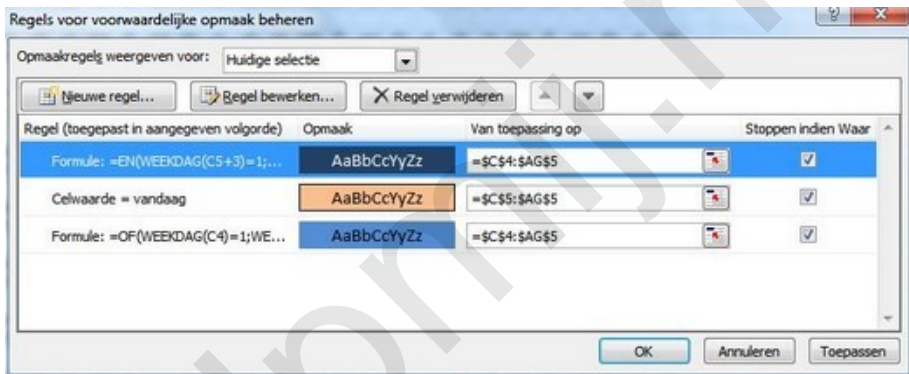 Regels voor voorwaardelijke opmaak beheren
Opmaakregels weergeven voor: Huidige selectie
Nieuwe regel... Regel bewerken... Regel verwijderen
Regel (toegepast in aangegeven volgorde) Opmaak Van toepassing op Stoppen indien Waar
Formule: =EN(WEEKDAG(C5+3)=1;... AaBbCcYyZz =$C$4:$AG$5
Celwaarde = vandaag AaBbCcYyZz =$C$5:$AG$5
Formule: =OF(WEEKDAG(C4)=1;WE... AaBbCcYyZz =$C$4:$AG$5
OK Annuleren Toepassen